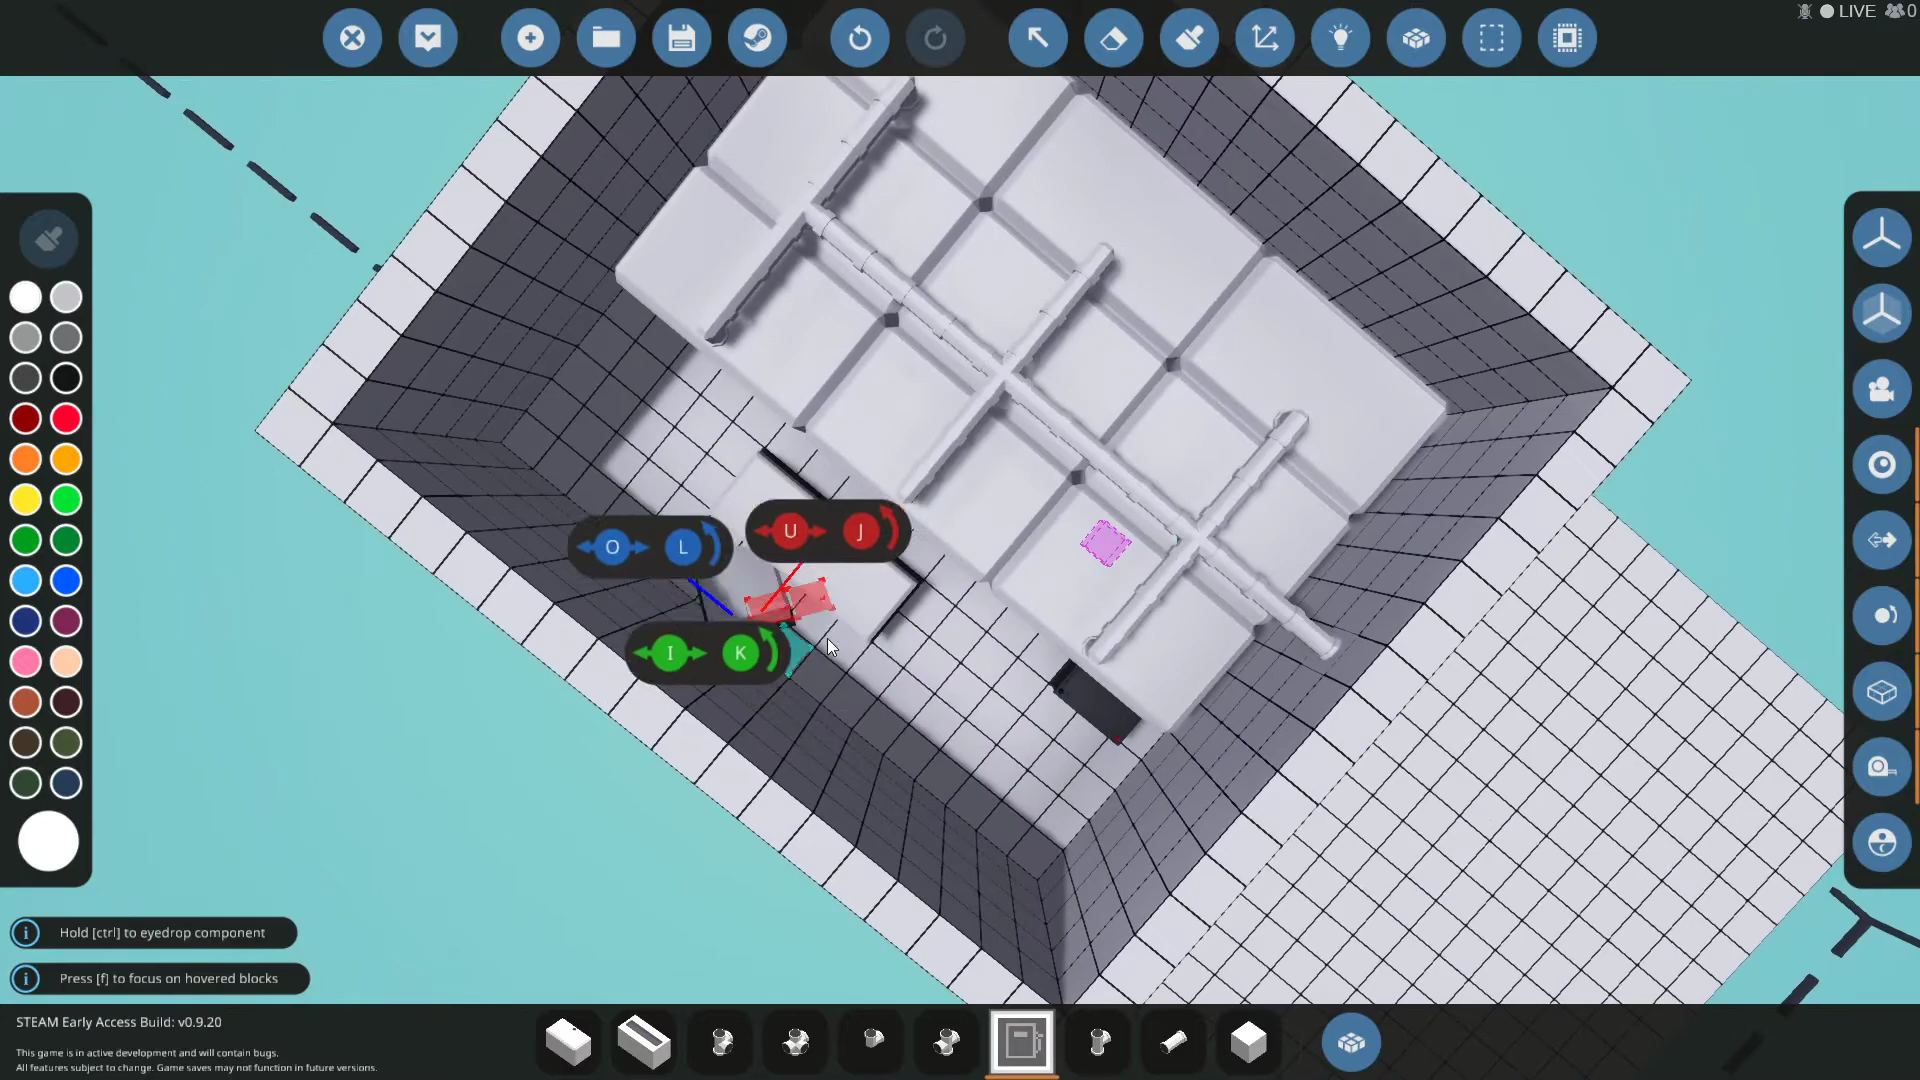 LIVE 0
U J
O L
I K
Hold [ctrl] to eyedrop component
Press [f] to focus on hovered blocks
STEAM Early Access Build: v0.9.20
This game is in active development and will contain bugs.
All features subject to change. Game saves may not function in future versions.